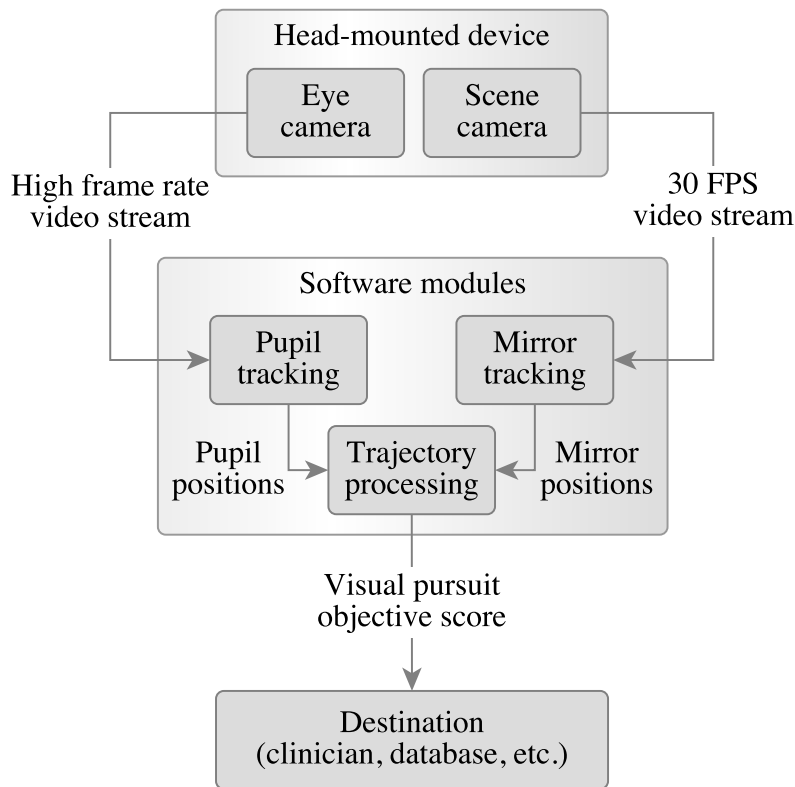 Head-mounted device
Eye
camera
Scene
camera
High frame rate
video stream
30 FPS
video stream
Software modules
Pupil
tracking
Mirror
tracking
Pupil
positions
Trajectory
processing
Mirror
positions
Visual pursuit
objective score
Destination
(clinician, database, etc.)